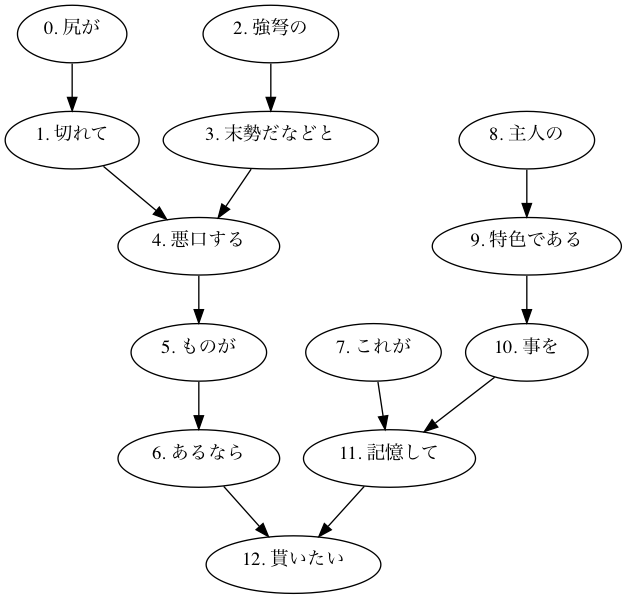 0. 尻が
2. 強弩の
1. 切れて
3. 末勢だなどと
8. 主人の
4. 悪口する
9. 特色である
5. ものが
7. これが
10. 事を
6. あるなら
11. 記憶して
12. 貰いたい